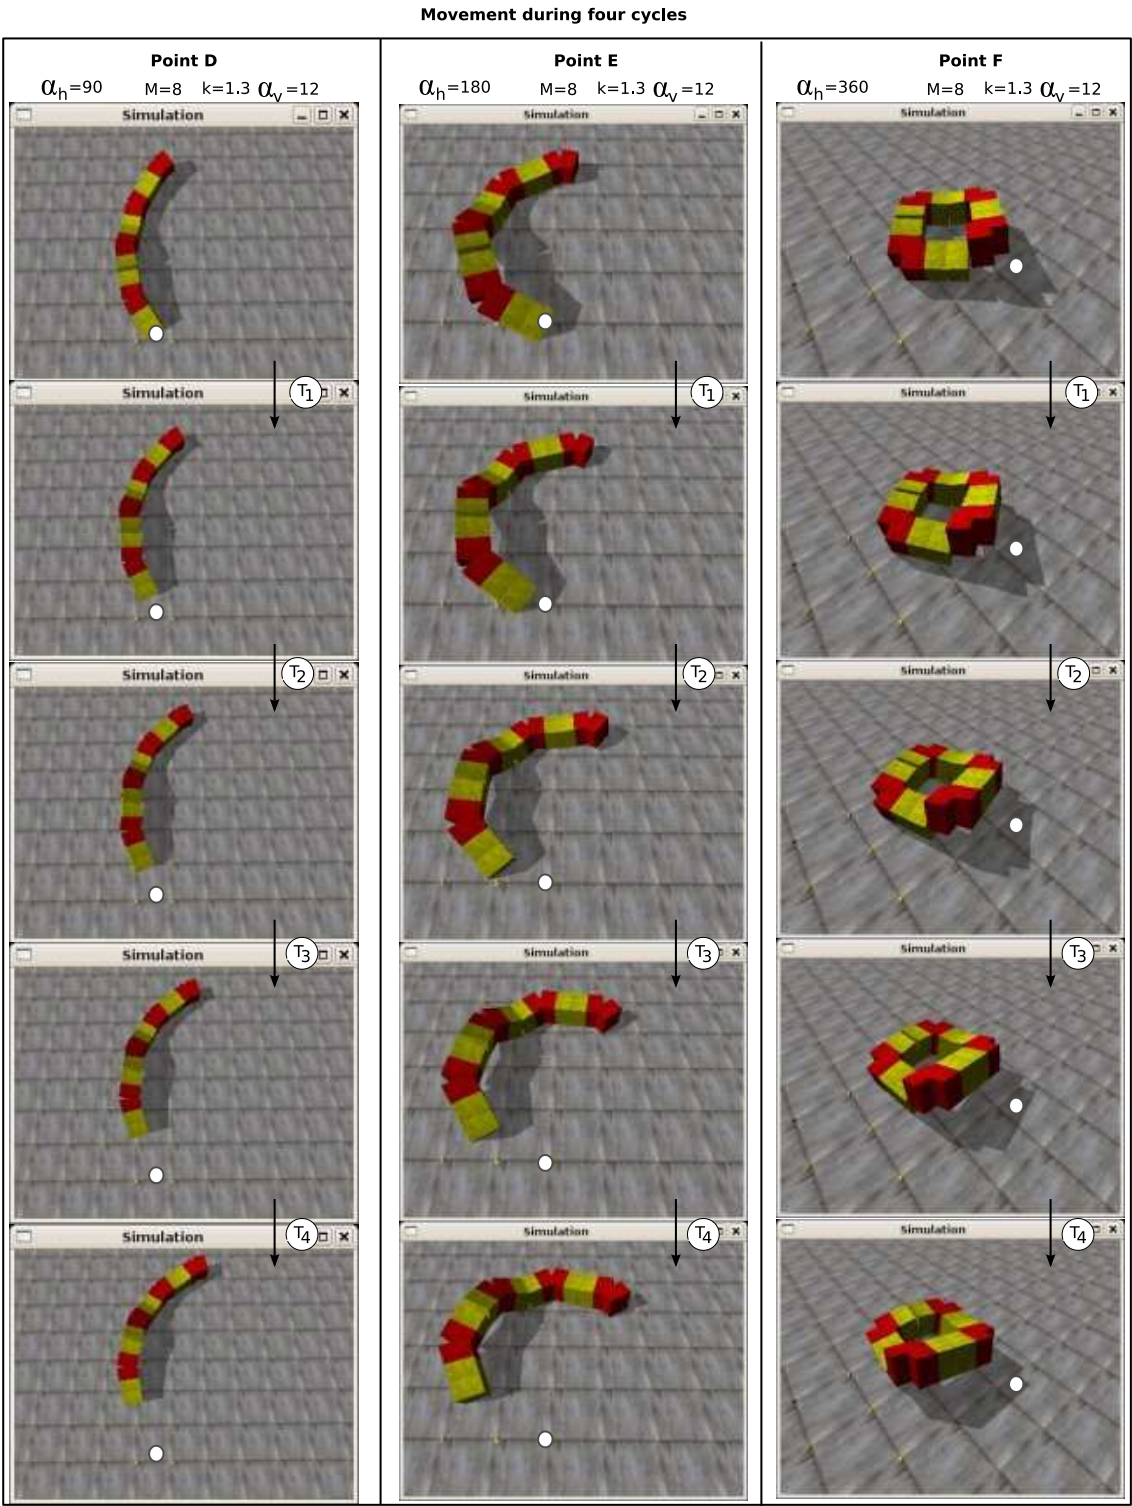 Movement during four cycles
Point D
αh=90 M=8 k=1.3 αv=12
Simulation
T1
Simulation
T2
Simulation
T3
Simulation
T4
Simulation
Point E
αh=180 M=8 k=1.3 αv=12
Simulation
T1
Simulation
T2
Simulation
T3
Simulation
T4
Simulation
Point F
αh=360 M=8 k=1.3 αv=12
Simulation
T1
Simulation
T2
Simulation
T3
Simulation
T4
Simulation